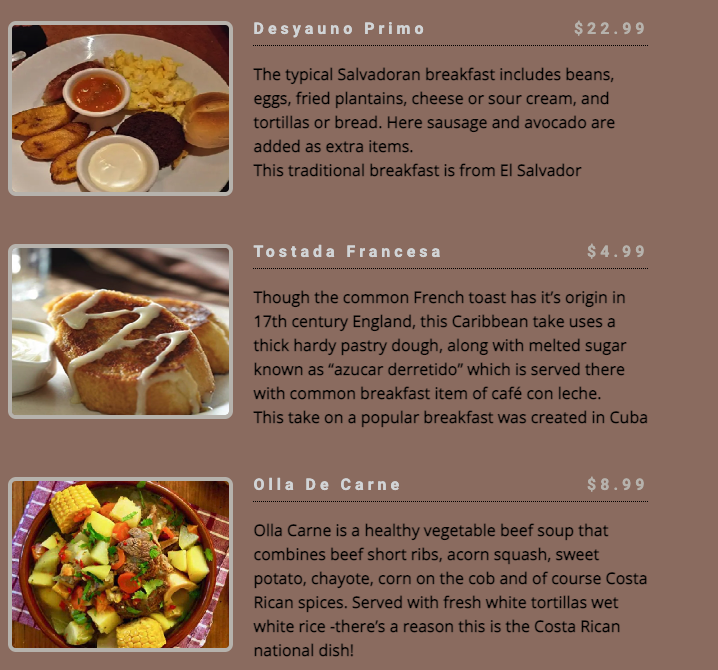 Desyauno Primo $22.99
The typical Salvadoran breakfast includes beans,
eggs, fried plantains, cheese or sour cream, and
tortillas or bread. Here sausage and avocado are
added as extra items.
This traditional breakfast is from El Salvador
Tostada Francesa $4.99
Though the common French toast has it’s origin in
17th century England, this Caribbean take uses a
thick hardy pastry dough, along with melted sugar
known as “azucar derretido” which is served there
with common breakfast item of café con leche.
This take on a popular breakfast was created in Cuba
Olla De Carne $8.99
Olla Carne is a healthy vegetable beef soup that
combines beef short ribs, acorn squash, sweet
potato, chayote, corn on the cob and of course Costa
Rican spices. Served with fresh white tortillas wet
white rice -there’s a reason this is the Costa Rican
national dish!